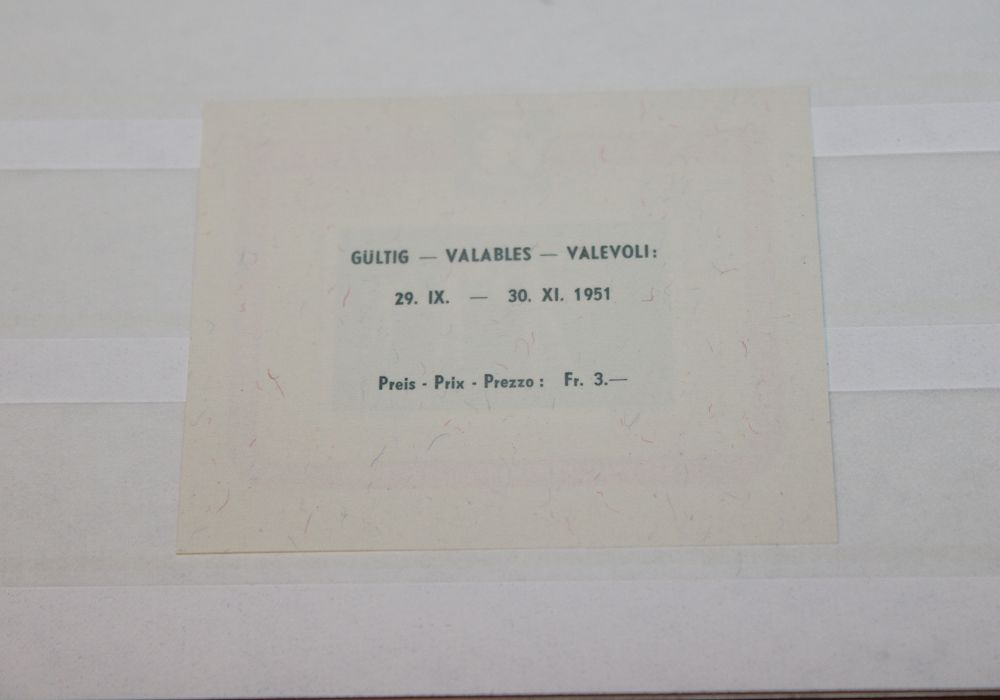 GÜLTIG — VALABLES — VALEVOLI:
29. IX. — 30. XI. 1951
Preis - Prix - Prezzo : Fr. 3.—